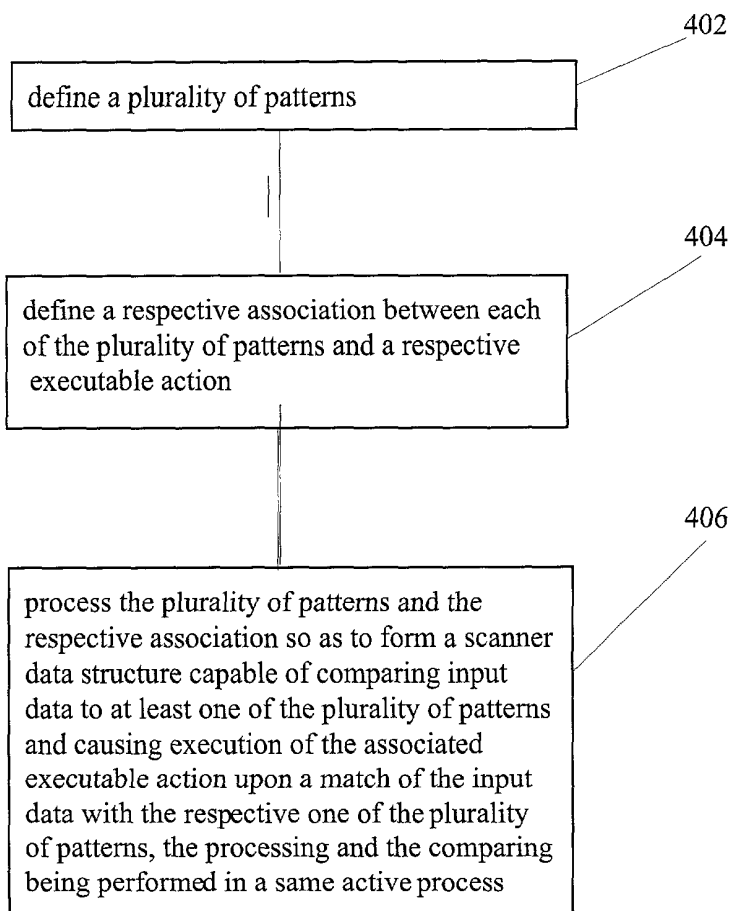 402
define a plurality of patterns
404
define a respective association between each
of the plurality of patterns and a respective
executable action
406
process the plurality of patterns and the
respective association so as to form a scanner
data structure capable of comparing input
data to at least one of the plurality of patterns
and causing execution of the associated
executable action upon a match of the input
data with the respective one of the plurality
of patterns, the processing and the comparing
being performed in a same active process